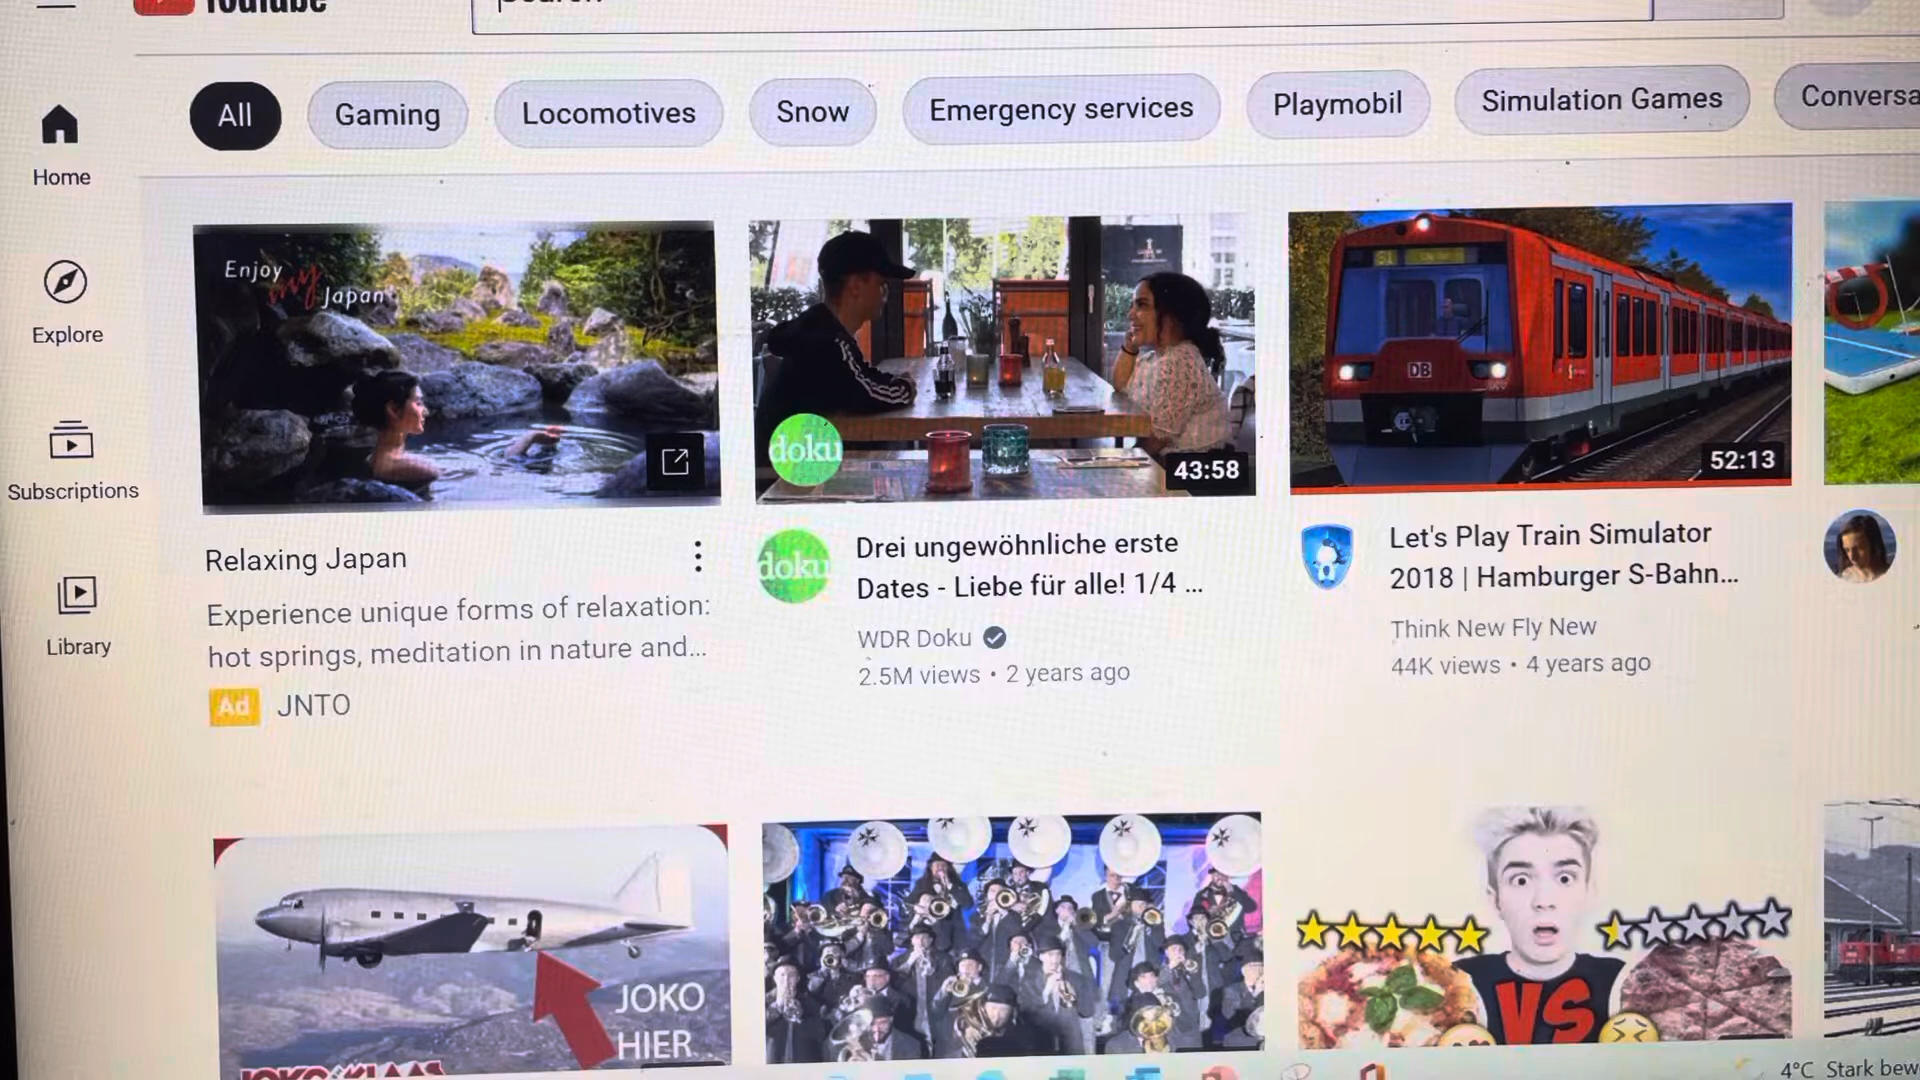 YouTube
Search
All
Gaming
Locomotives
Snow
Emergency services
Playmobil
Simulation Games
Conversa
Home
Explore
Subscriptions
Library
Enjoy
my
Japan
doku
43:58
DB
52:13
Relaxing Japan
Experience unique forms of relaxation:
hot springs, meditation in nature and...
Ad JNTO
doku
Drei ungewöhnliche erste
Dates - Liebe für alle! 1/4 ...
WDR Doku
2.5M views • 2 years ago
Let's Play Train Simulator
2018 | Hamburger S-Bahn...
Think New Fly New
44K views • 4 years ago
JOKO
HIER
VS
4°C Stark bew